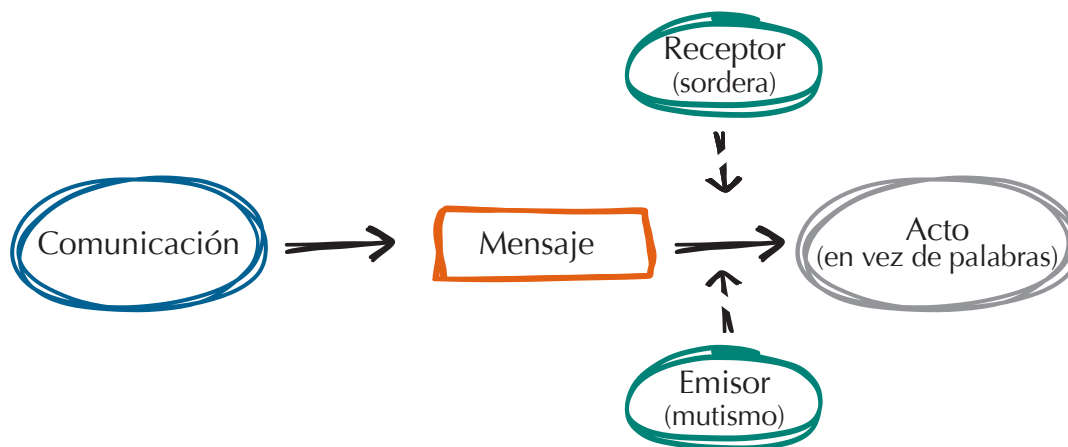 Receptor
(sordera)
Comunicación
Mensaje
Acto
(en vez de palabras)
Emisor
(mutismo)